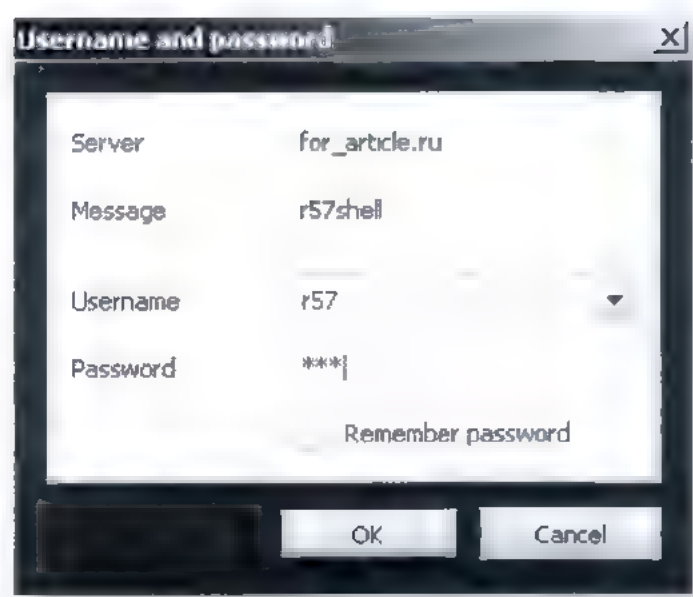 Username and password
Server for_article.ru
Message r57shell
Username r57
Password ***
Remember password
OK Cancel